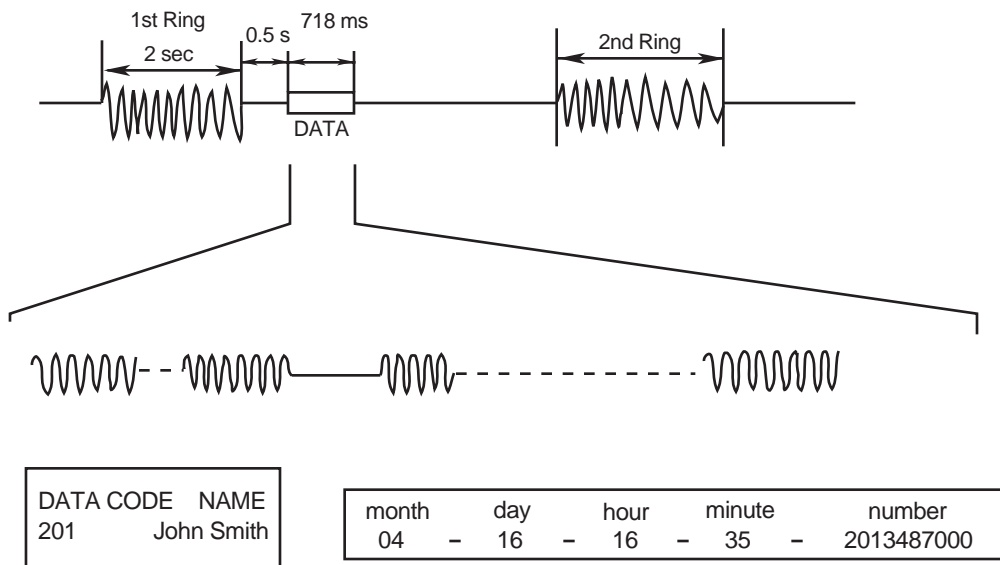 1st Ring
2 sec
0.5 s
718 ms
DATA
2nd Ring
DATA CODE NAME
201 John Smith
month day hour minute number
04 – 16 – 16 – 35 – 2013487000